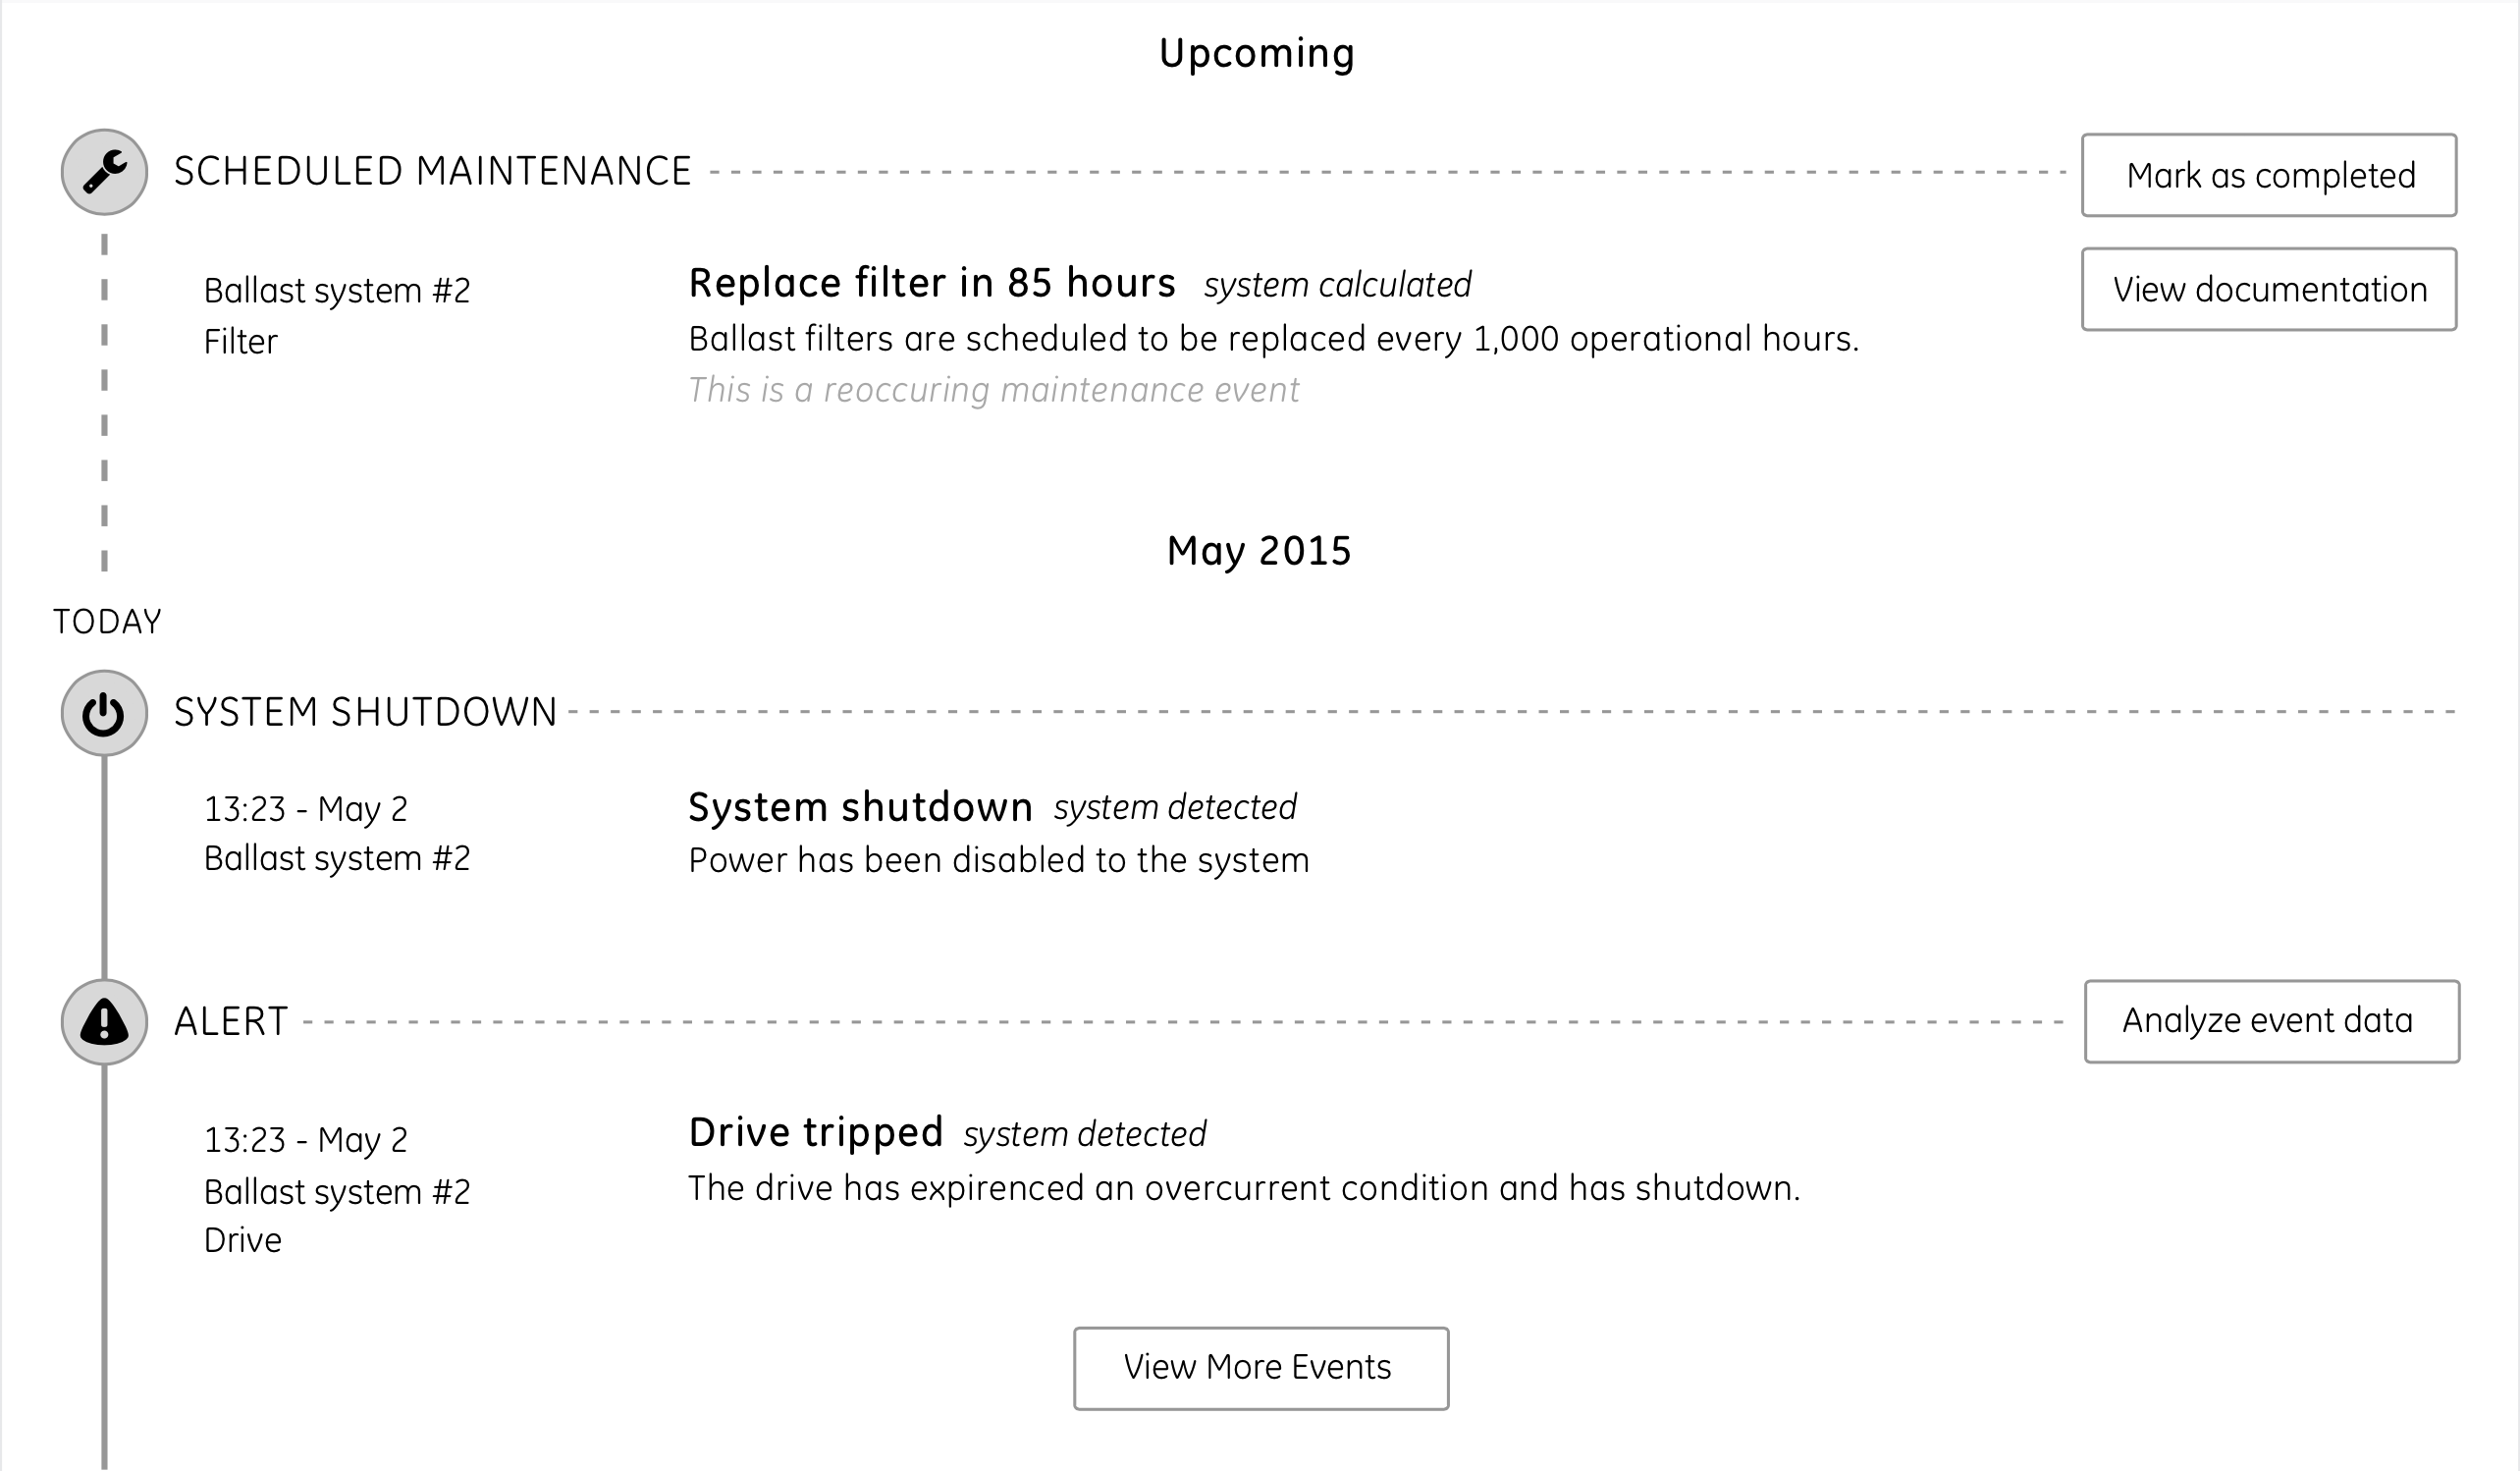 Upcoming
SCHEDULED MAINTENANCE
Mark as completed
Ballast system #2
Filter
Replace filter in 85 hours system calculated
Ballast filters are scheduled to be replaced every 1,000 operational hours.
This is a reoccuring maintenance event
View documentation
May 2015
TODAY
SYSTEM SHUTDOWN
13:23 - May 2
Ballast system #2
System shutdown system detected
Power has been disabled to the system
ALERT
Analyze event data
13:23 - May 2
Ballast system #2
Drive
Drive tripped system detected
The drive has expirenced an overcurrent condition and has shutdown.
View More Events